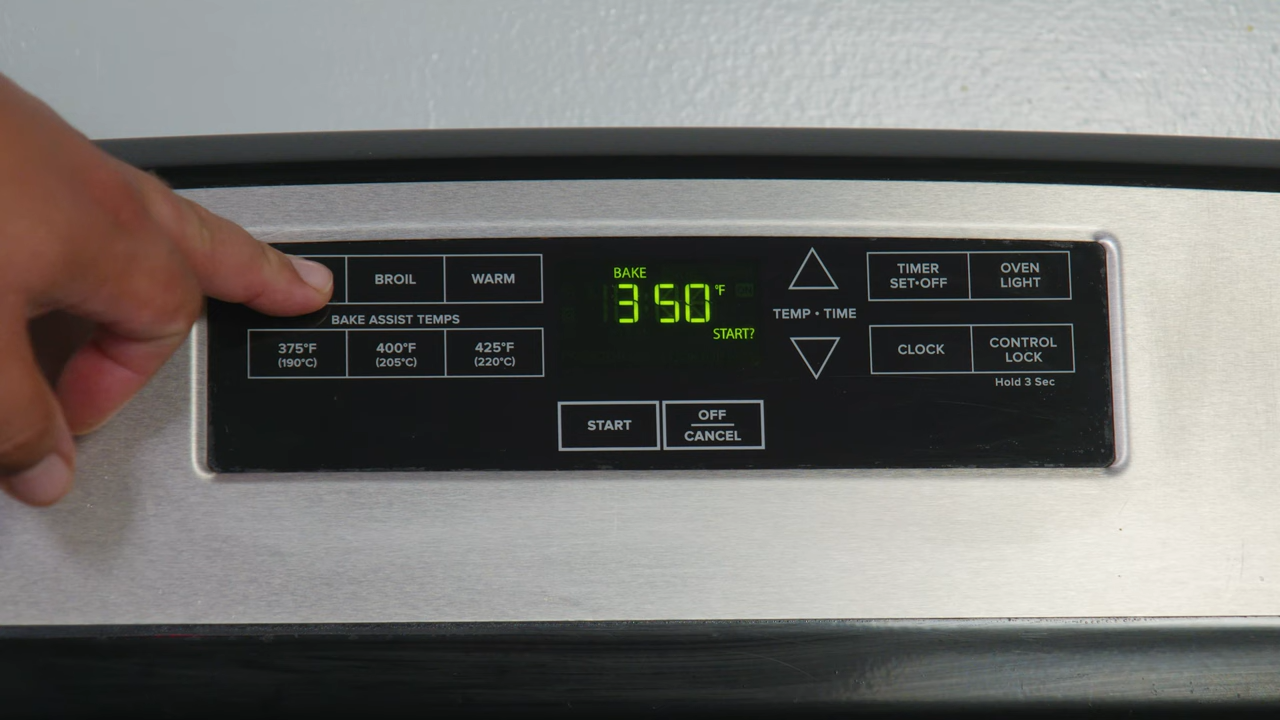 BROIL
WARM
BAKE ASSIST TEMPS
375°F
(190°C)
400°F
(205°C)
425°F
(220°C)
BAKE
350°F
START?
TEMP • TIME
TIMER
SET•OFF
OVEN
LIGHT
CLOCK
CONTROL
LOCK
Hold 3 Sec
START
OFF
CANCEL